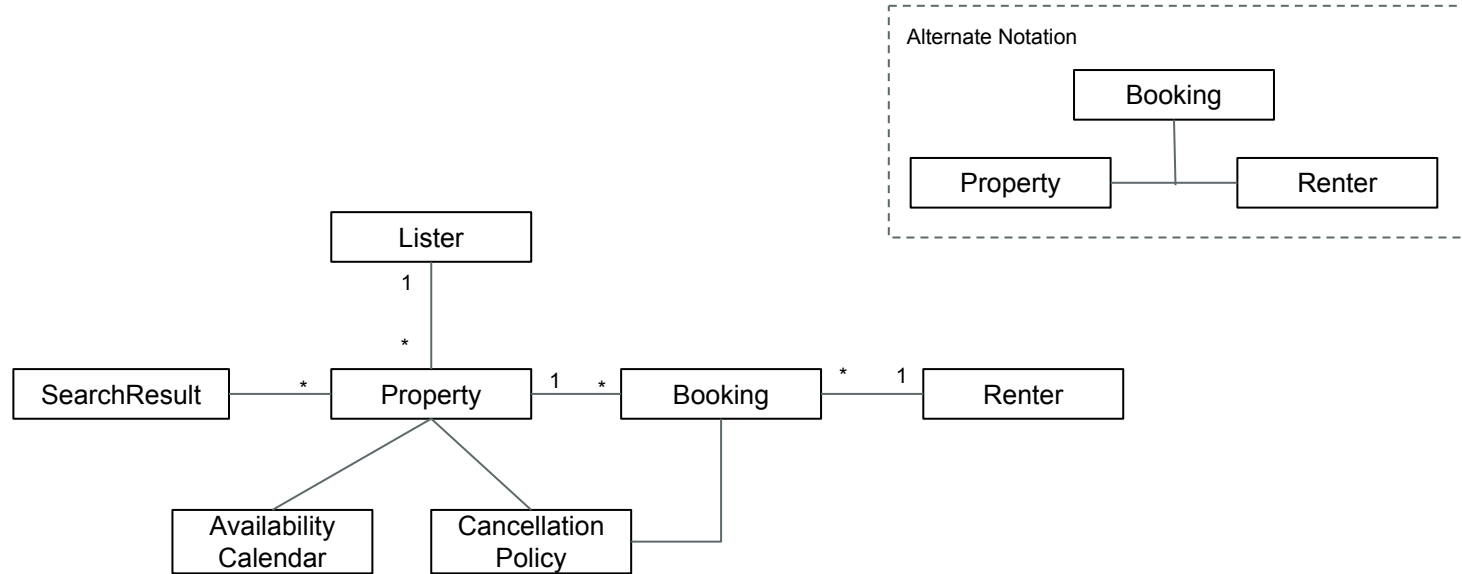 Alternate Notation
Booking
Property
Renter
Lister
1
*
SearchResult
*
Property
1
*
Booking
*
1
Renter
Availability
Calendar
Cancellation
Policy